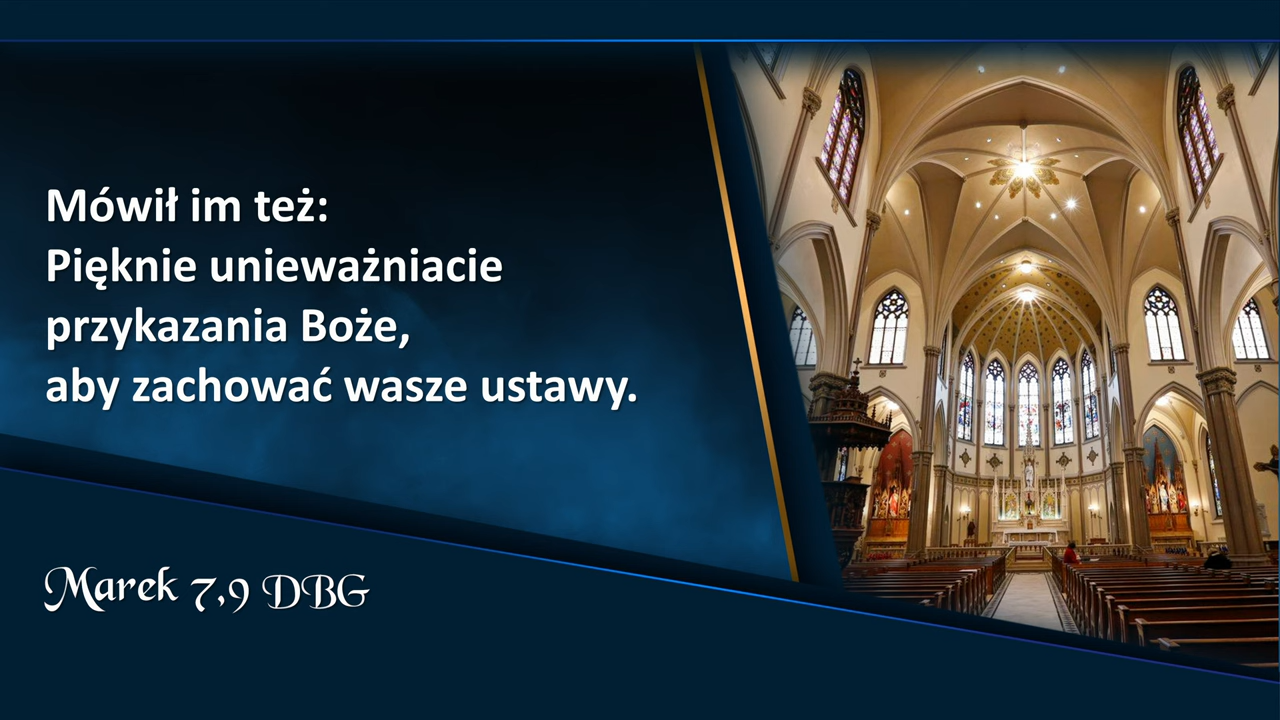 Mówił im też:
Pięknie unieważniacie
przykazania Boże,
aby zachować wasze ustawy.
Marek 7,9 DBG